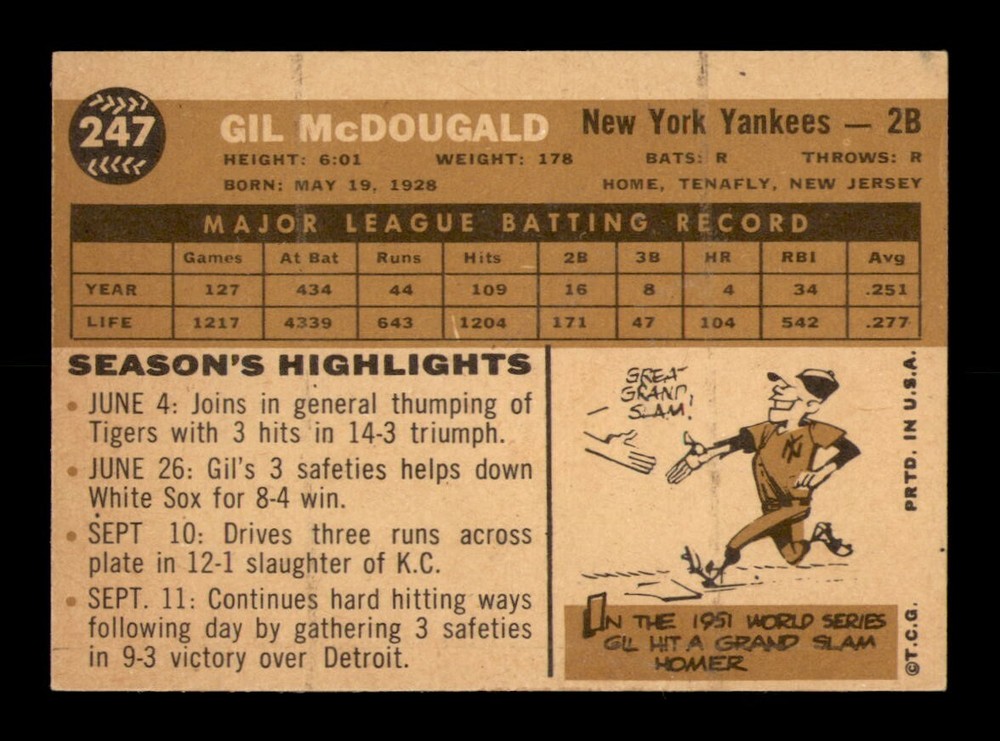 247
GIL McDOUGALD New York Yankees — 2B
HEIGHT: 6:01 WEIGHT: 178 BATS: R THROWS: R
BORN: MAY 19, 1928 HOME, TENAFLY, NEW JERSEY
MAJOR LEAGUE BATTING RECORD
Games At Bat Runs Hits 2B 3B HR RBI Avg
YEAR 127 434 44 109 16 8 4 34 .251
LIFE 1217 4339 643 1204 171 47 104 542 .277
SEASON'S HIGHLIGHTS
• JUNE 4: Joins in general thumping of
Tigers with 3 hits in 14-3 triumph.
• JUNE 26: Gil's 3 safeties helps down
White Sox for 8-4 win.
• SEPT 10: Drives three runs across
plate in 12-1 slaughter of K.C.
• SEPT. 11: Continues hard hitting ways
following day by gathering 3 safeties
in 9-3 victory over Detroit.
GREAT
GRAND
SLAM!
NY
IN THE 1951 WORLD SERIES
GIL HIT A GRAND SLAM
HOMER
PRTD. IN U.S.A.
©T.C.G.